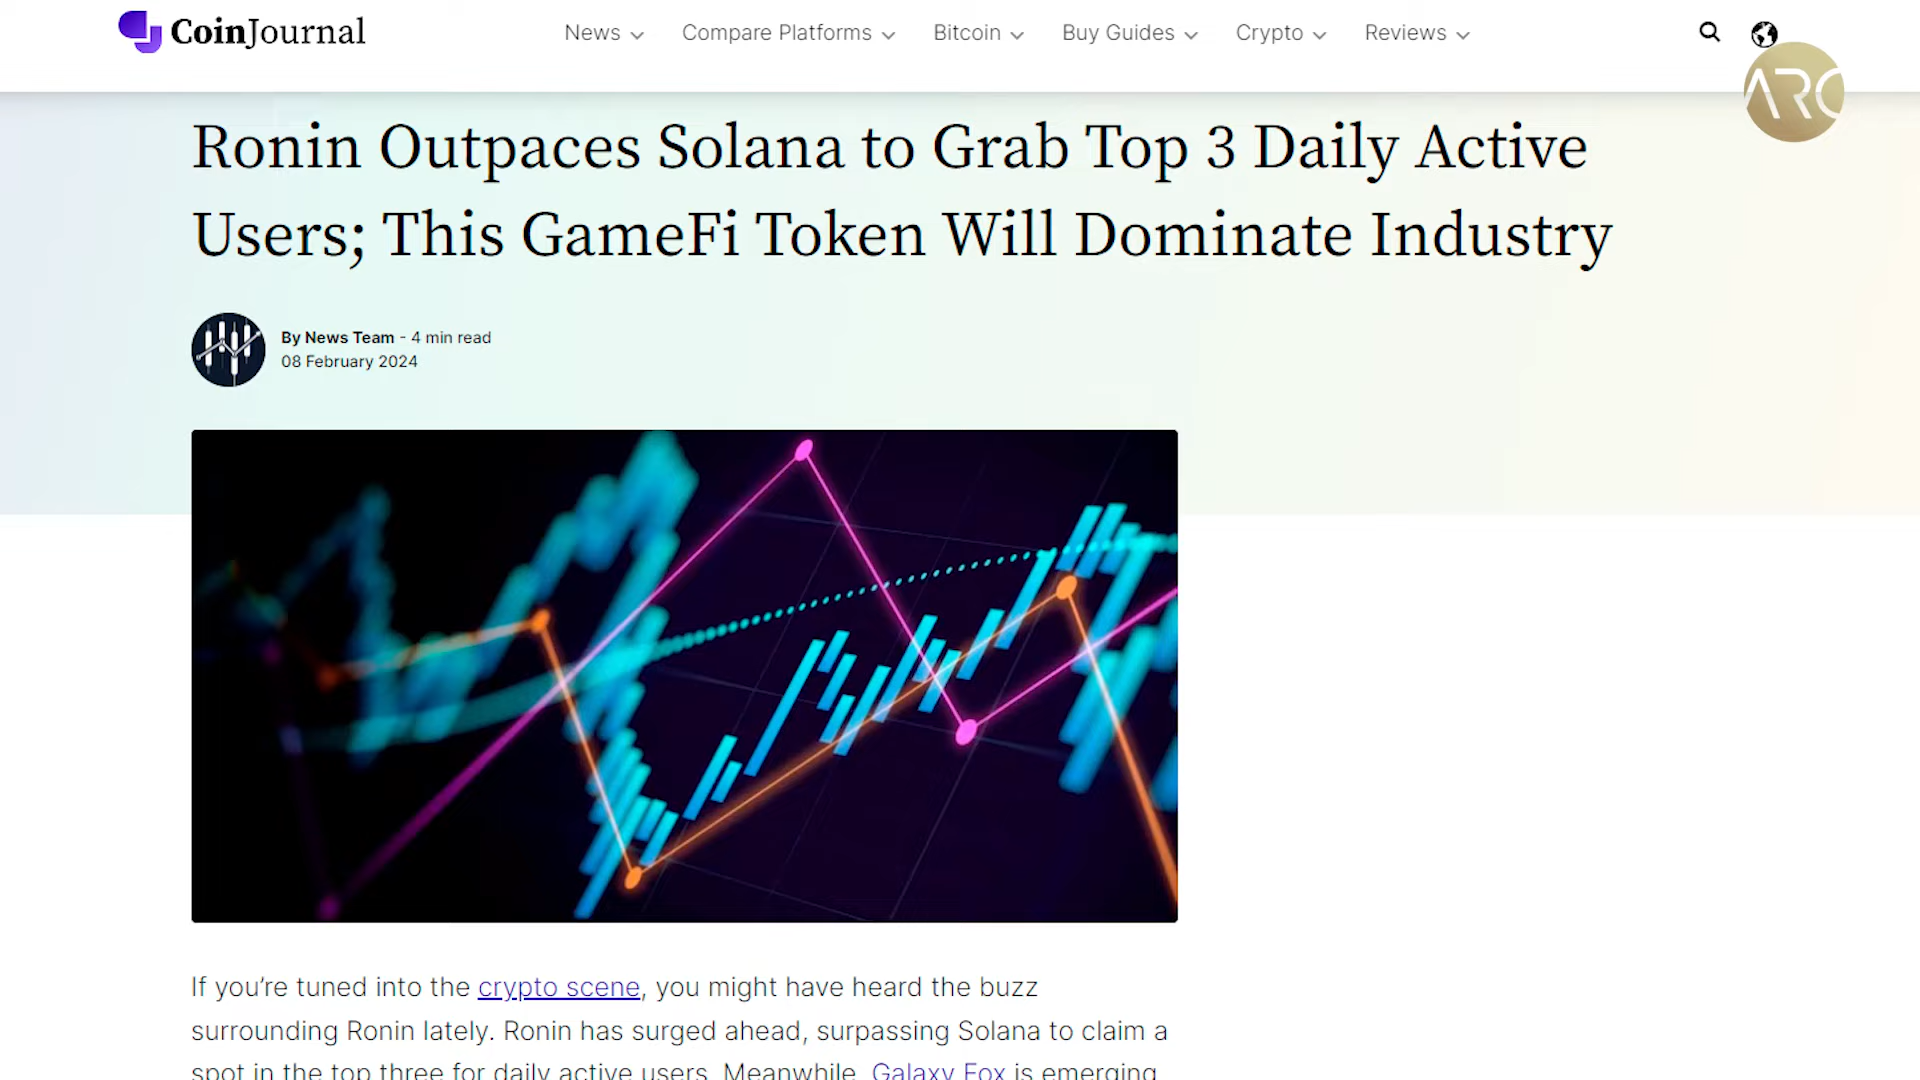 CoinJournal
News
Compare Platforms
Bitcoin
Buy Guides
Crypto
Reviews
ARC
Ronin Outpaces Solana to Grab Top 3 Daily Active
Users; This GameFi Token Will Dominate Industry
By News Team - 4 min read
08 February 2024
If you’re tuned into the crypto scene, you might have heard the buzz
surrounding Ronin lately. Ronin has surged ahead, surpassing Solana to claim a
spot in the top three for daily active users. Meanwhile, Galaxy Fox is emerging